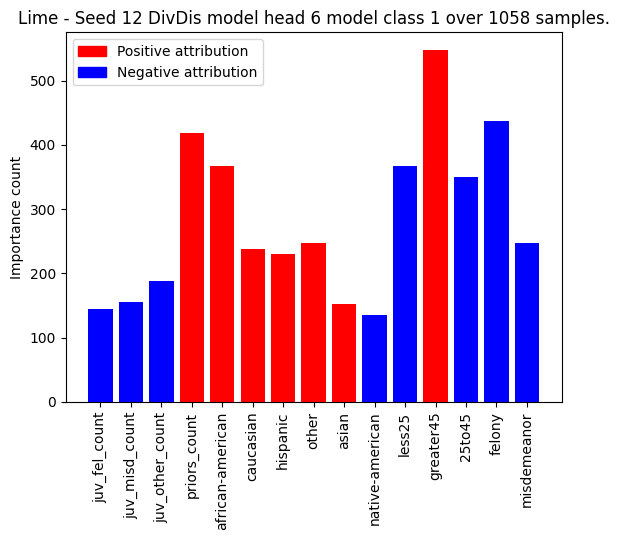 Lime - Seed 12 DivDis model head 6 model class 1 over 1058 samples.
Positive attribution
Negative attribution
Importance count
500
400
300
200
100
0
juv_fel_count
juv_misd_count
juv_other_count
priors_count
african-american
caucasian
hispanic
other
asian
native-american
less25
greater45
25to45
felony
misdemeanor